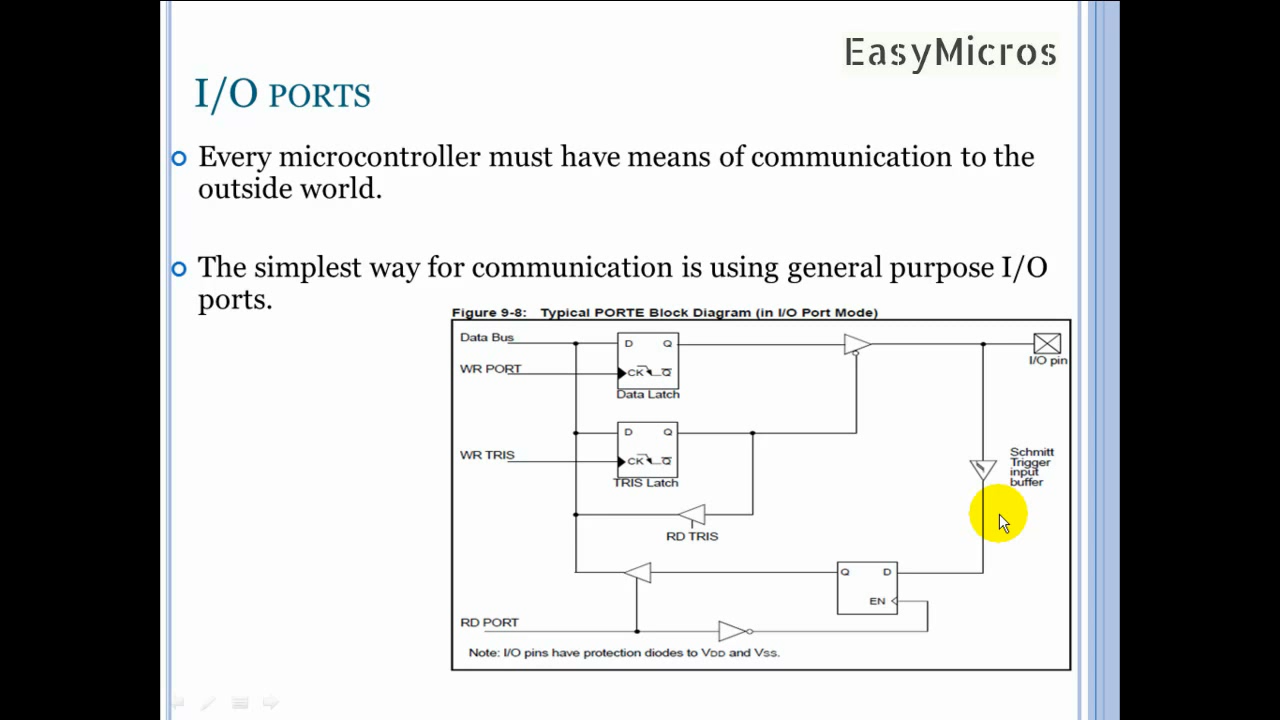 EasyMicros
I/O PORTS
Every microcontroller must have means of communication to the
outside world.
The simplest way for communication is using general purpose I/O
ports.
Figure 9-8: Typical PORTE Block Diagram (in I/O Port Mode)
Data Bus
D Q
WR PORT
CK Q
I/O pin
Data Latch
D Q
WR TRIS
CK Q
TRIS Latch
Schmitt
Trigger
input
buffer
RD TRIS
Q D
EN
RD PORT
Note: I/O pins have protection diodes to VDD and VSS.